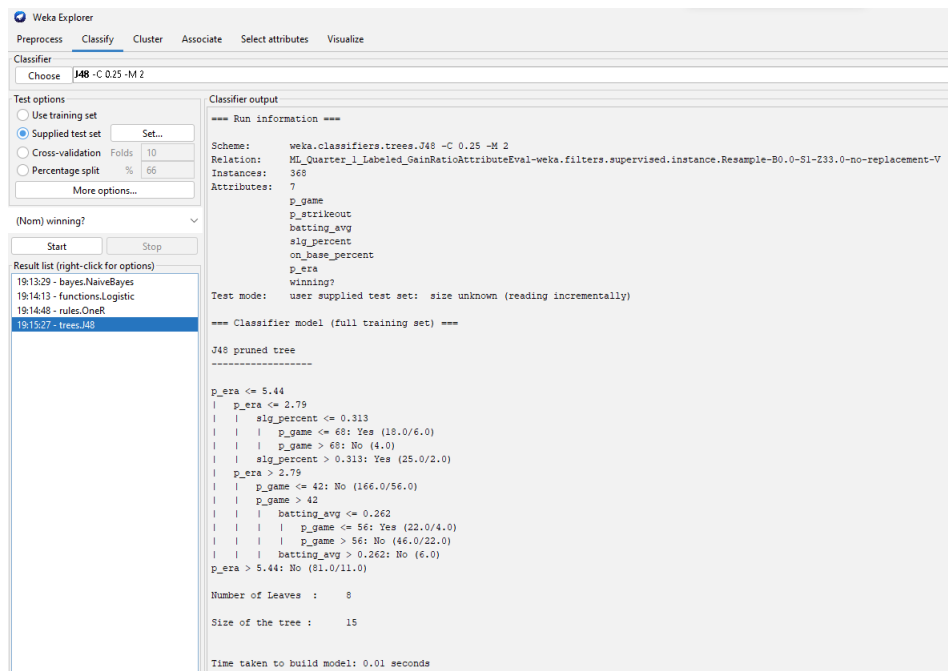 Weka Explorer
Preprocess Classify Cluster Associate Select attributes Visualize
Classifier
Choose J48 -C 0.25 -M 2
Test options
Use training set
Supplied test set Set...
Cross-validation Folds 10
Percentage split % 66
More options...
(Nom) winning?
Start Stop
Result list (right-click for options)
19:13:29 - bayes.NaiveBayes
19:14:13 - functions.Logistic
19:14:48 - rules.OneR
19:15:27 - trees.J48
Classifier output
=== Run information ===
Scheme: weka.classifiers.trees.J48 -C 0.25 -M 2
Relation: ML_Quarter_1_Labeled_GainRatioAttributeEval-weka.filters.supervised.instance.Resample-B0.0-S1-Z33.0-no-replacement-V
Instances: 368
Attributes: 7
p_game
p_strikeout
batting_avg
slg_percent
on_base_percent
p_era
winning?
Test mode: user supplied test set: size unknown (reading incrementally)
=== Classifier model (full training set) ===
J48 pruned tree
------------------
p_era <= 5.44
| p_era <= 2.79
| | slg_percent <= 0.313
| | | p_game <= 68: Yes (18.0/6.0)
| | | p_game > 68: No (4.0)
| | slg_percent > 0.313: Yes (25.0/2.0)
| p_era > 2.79
| | p_game <= 42: No (166.0/56.0)
| | p_game > 42
| | | batting_avg <= 0.262
| | | | p_game <= 56: Yes (22.0/4.0)
| | | | p_game > 56: No (46.0/22.0)
| | | batting_avg > 0.262: No (6.0)
p_era > 5.44: No (81.0/11.0)
Number of Leaves : 8
Size of the tree : 15
Time taken to build model: 0.01 seconds